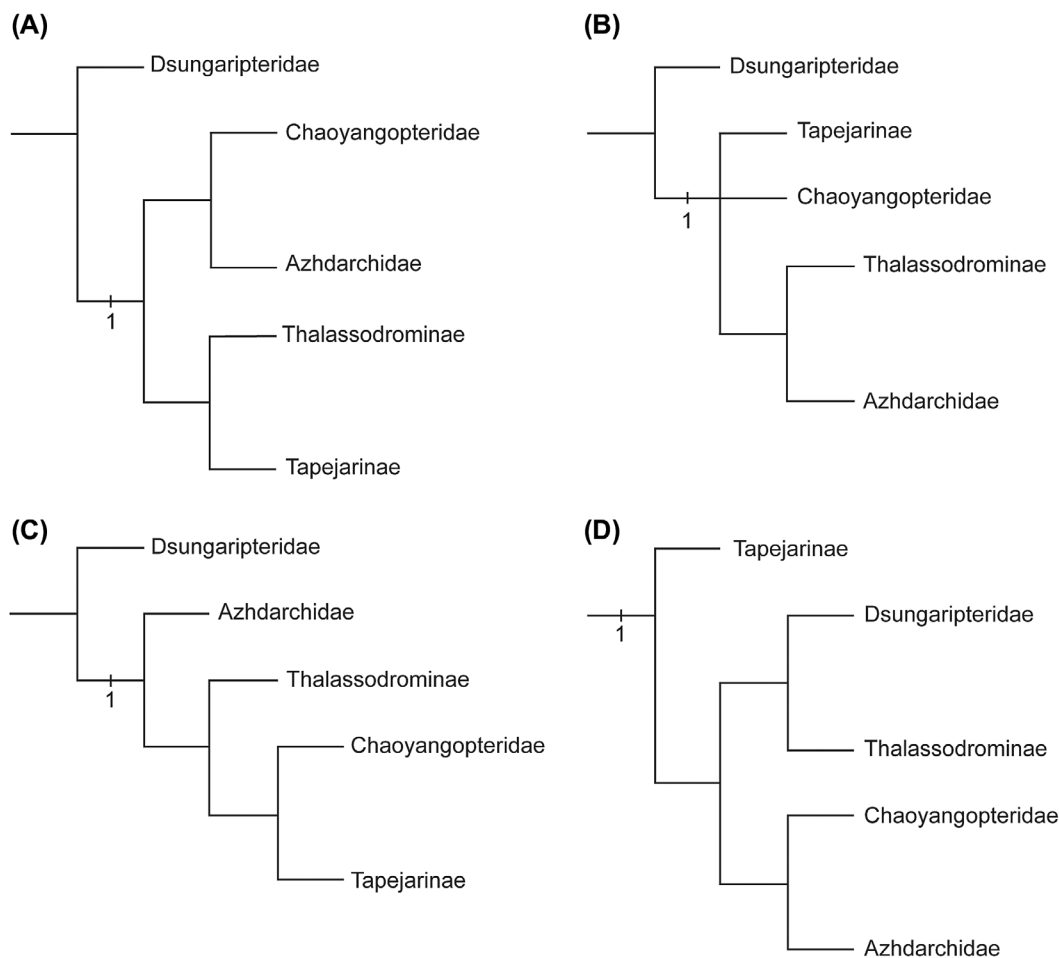 (A)
Dsungaripteridae
Chaoyangopteridae
Azhdarchidae
1
Thalassodrominae
Tapejarinae
(B)
Dsungaripteridae
Tapejarinae
Chaoyangopteridae
1
Thalassodrominae
Azhdarchidae
(C)
Dsungaripteridae
Azhdarchidae
Thalassodrominae
1
Chaoyangopteridae
Tapejarinae
(D)
Tapejarinae
Dsungaripteridae
1
Thalassodrominae
Chaoyangopteridae
Azhdarchidae